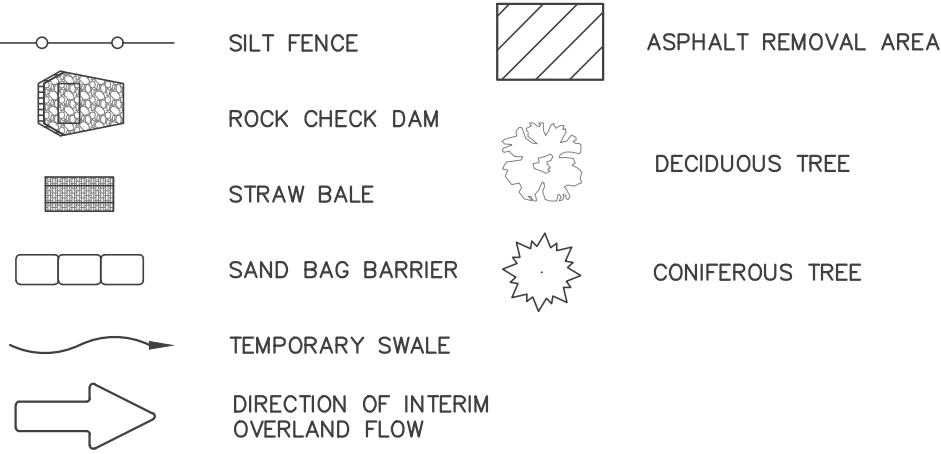 SILT FENCE
ROCK CHECK DAM
STRAW BALE
SAND BAG BARRIER
TEMPORARY SWALE
DIRECTION OF INTERIM
OVERLAND FLOW
ASPHALT REMOVAL AREA
DECIDUOUS TREE
CONIFEROUS TREE